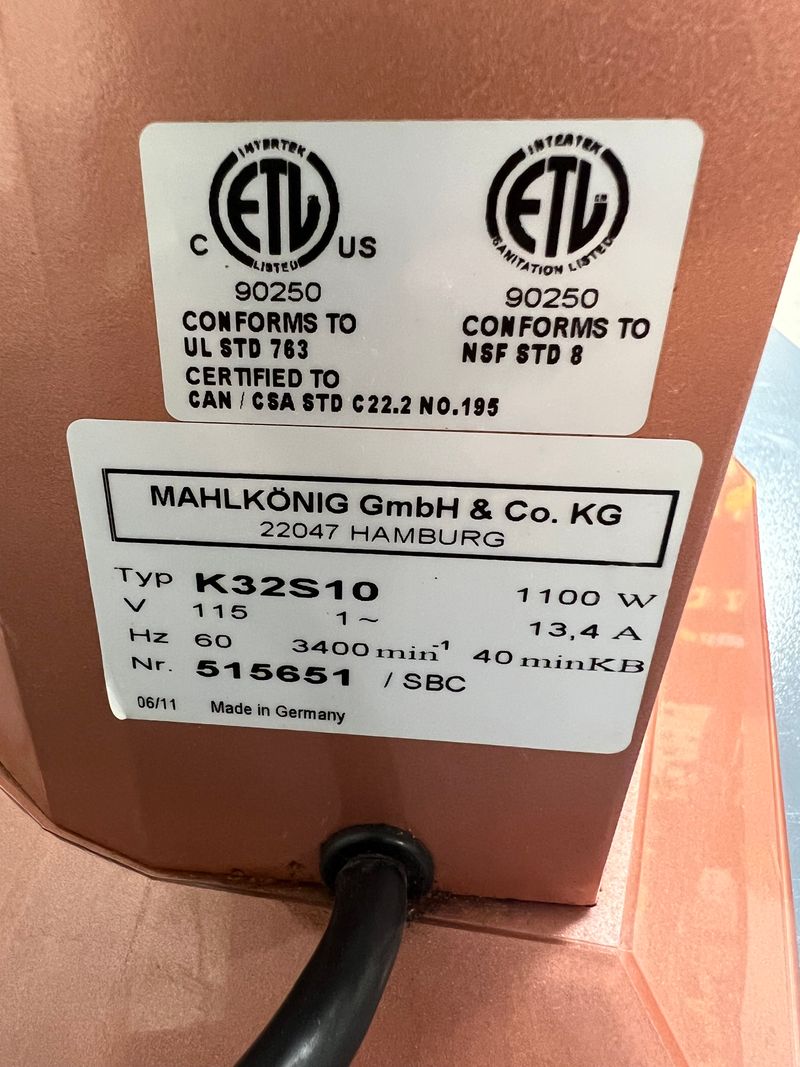 INTERTEK
ETL
C US
LISTED
90250
CONFORMS TO
UL STD 763
CERTIFIED TO
CAN / CSA STD C22.2 NO.195
INTERTEK
ETL
SANITATION LISTED
90250
CONFORMS TO
NSF STD 8
MAHLKÖNIG GmbH & Co. KG
22047 HAMBURG
Typ K32S10 1100 W
V 115 1~ 13,4 A
Hz 60 3400 min⁻¹ 40 minKB
Nr. 515651 / SBC
06/11 Made in Germany